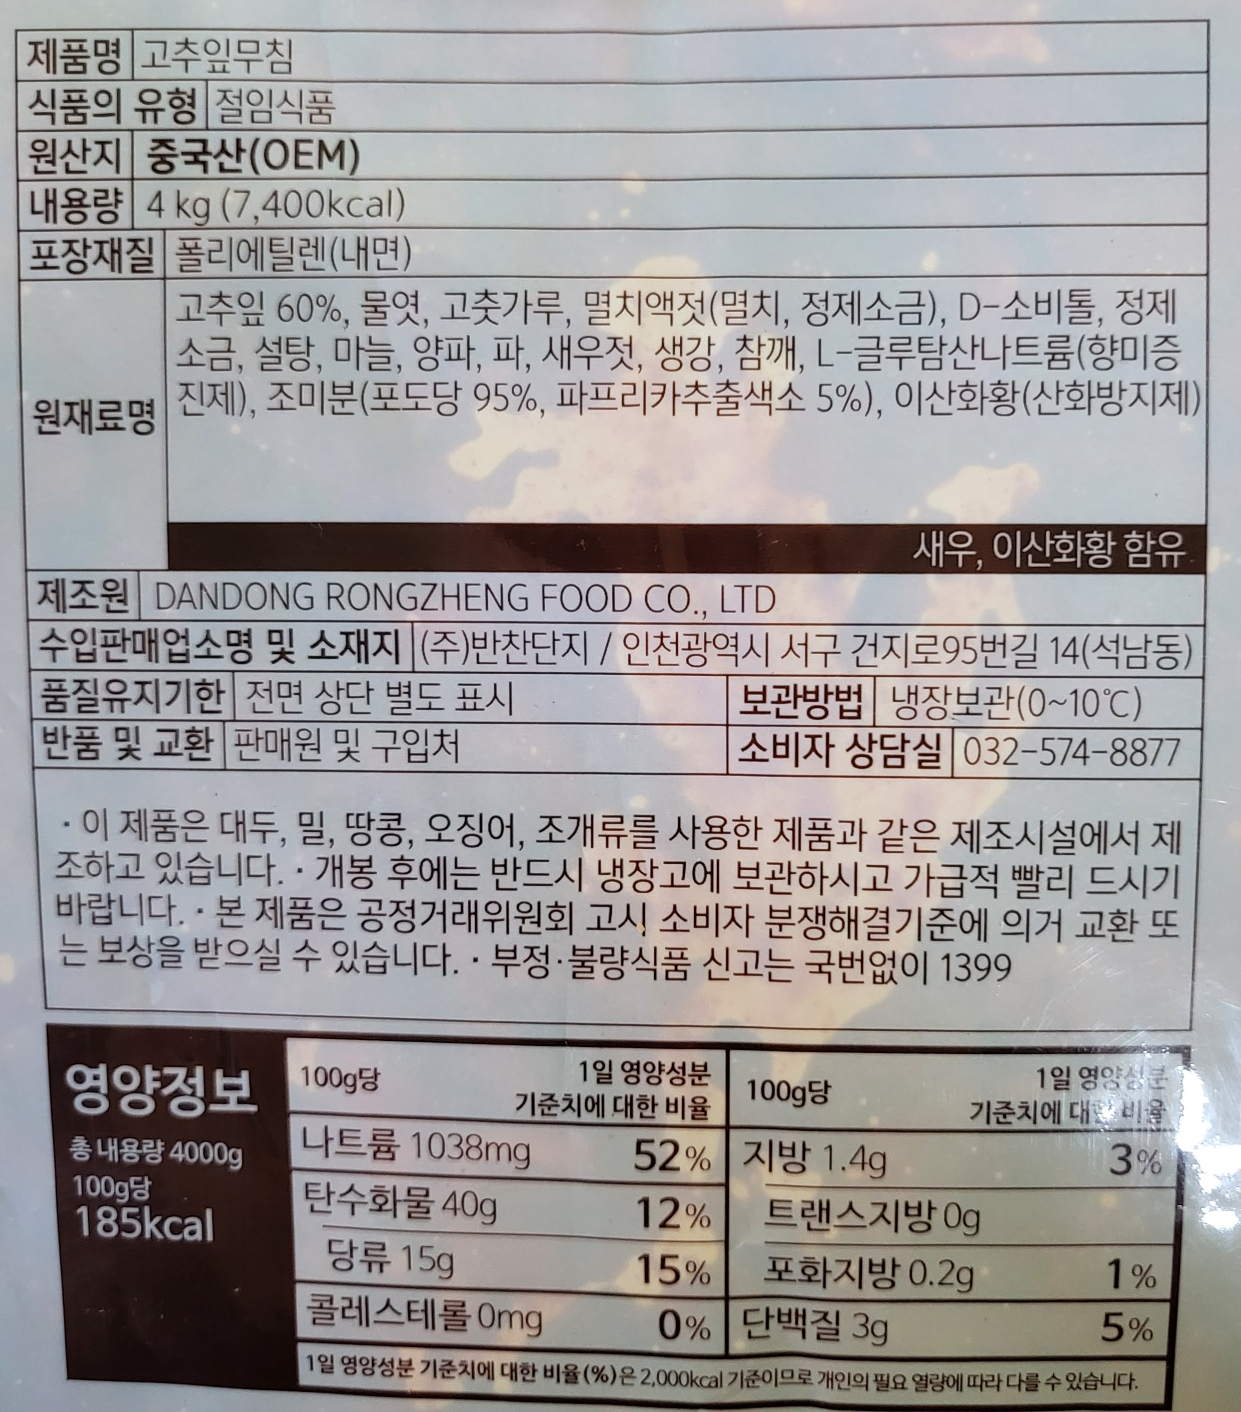 제품명 고추잎무침
식품의 유형 절임식품
원산지 중국산(OEM)
내용량 4 kg (7,400kcal)
포장재질 폴리에틸렌(내면)
원재료명
고추잎 60%, 물엿, 고춧가루, 멸치액젓(멸치, 정제소금), D-소비톨, 정제
소금, 설탕, 마늘, 양파, 파, 새우젓, 생강, 참깨, L-글루탐산나트륨(향미증
진제), 조미분(포도당 95%, 파프리카추출색소 5%), 이산화황(산화방지제)
새우, 이산화황 함유
제조원 DANDONG RONGZHENG FOOD CO., LTD
수입판매업소명 및 소재지 (주)반찬단지 / 인천광역시 서구 건지로95번길 14(석남동)
품질유지기한 전면 상단 별도 표시 보관방법 냉장보관(0~10℃)
반품 및 교환 판매원 및 구입처 소비자 상담실 032-574-8877
· 이 제품은 대두, 밀, 땅콩, 오징어, 조개류를 사용한 제품과 같은 제조시설에서 제
조하고 있습니다. · 개봉 후에는 반드시 냉장고에 보관하시고 가급적 빨리 드시기
바랍니다. · 본 제품은 공정거래위원회 고시 소비자 분쟁해결기준에 의거 교환 또
는 보상을 받으실 수 있습니다. · 부정·불량식품 신고는 국번없이 1399
영양정보
총 내용량 4000g
100g당
185kcal
100g당 1일 영양성분
기준치에 대한 비율
나트륨 1038mg 52%
탄수화물 40g 12%
당류 15g 15%
콜레스테롤 0mg 0%
100g당 1일 영양성분
기준치에 대한 비율
지방 1.4g 3%
트랜스지방 0g
포화지방 0.2g 1%
단백질 3g 5%
1일 영양성분 기준치에 대한 비율(%)은 2,000kcal 기준이므로 개인의 필요 열량에 따라 다를 수 있습니다.